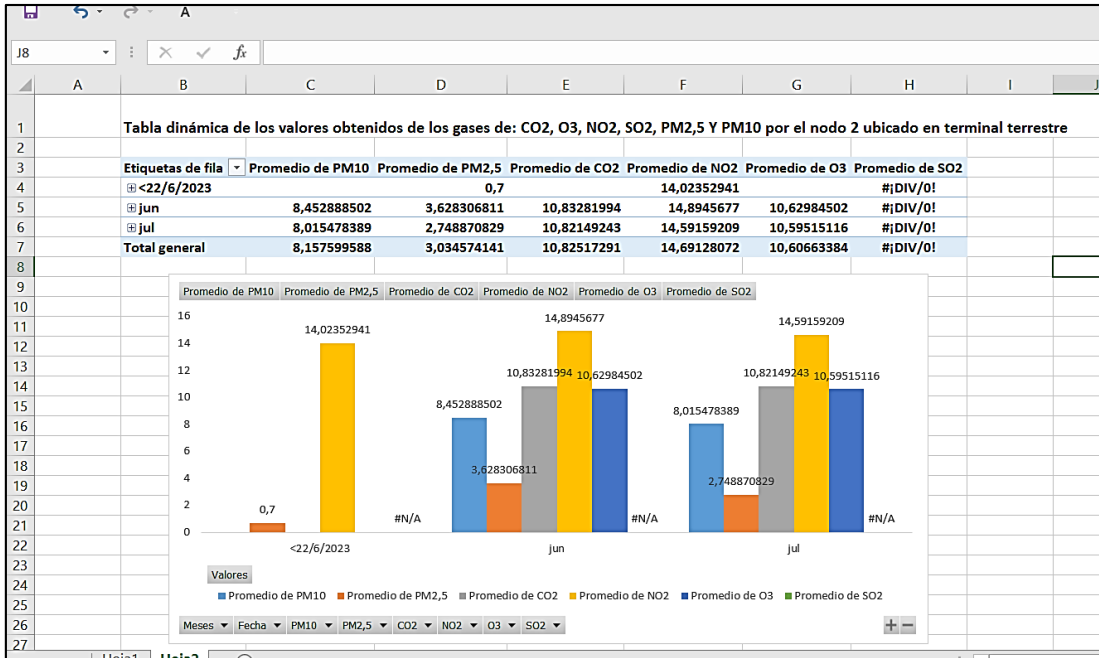 A
J8
fx
A B C D E F G H I J
1 Tabla dinámica de los valores obtenidos de los gases de: CO2, O3, NO2, SO2, PM2,5 Y PM10 por el nodo 2 ubicado en terminal terrestre
2
3 Etiquetas de fila Promedio de PM10 Promedio de PM2,5 Promedio de CO2 Promedio de NO2 Promedio de O3 Promedio de SO2
4 <22/6/2023 0,7 14,02352941 #¡DIV/0!
5 jun 8,452888502 3,628306811 10,83281994 14,8945677 10,62984502 #¡DIV/0!
6 jul 8,015478389 2,748870829 10,82149243 14,59159209 10,59515116 #¡DIV/0!
7 Total general 8,157599588 3,034574141 10,82517291 14,69128072 10,60663384 #¡DIV/0!
8
9
10
11
12
13
14
15
16
17
18
19
20
21
22
23
24
25
26
27
Promedio de PM10 Promedio de PM2,5 Promedio de CO2 Promedio de NO2 Promedio de O3 Promedio de SO2
16
14
12
10
8
6
4
2
0
0,7 14,02352941 #N/A
8,452888502 3,628306811 10,83281994 14,8945677 10,62984502 #N/A
8,015478389 2,748870829 10,82149243 14,59159209 10,59515116 #N/A
<22/6/2023 jun jul
Valores
Promedio de PM10 Promedio de PM2,5 Promedio de CO2 Promedio de NO2 Promedio de O3 Promedio de SO2
Meses Fecha PM10 PM2,5 CO2 NO2 O3 SO2
Hoja1 Hoja2